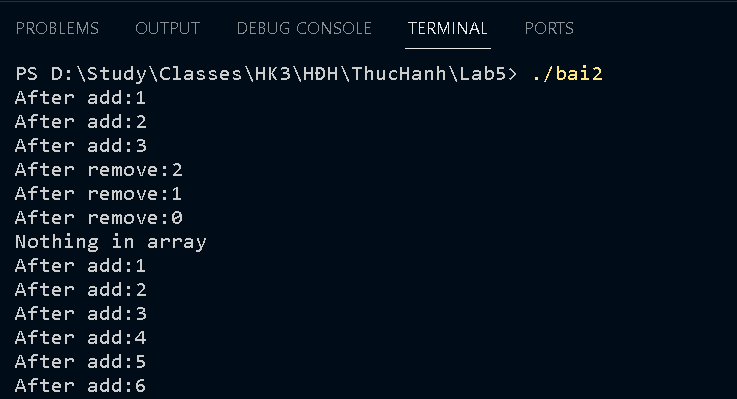 PROBLEMS OUTPUT DEBUG CONSOLE TERMINAL PORTS
PS D:\Study\Classes\HK3\HĐH\ThucHanh\Lab5> ./bai2
After add:1
After add:2
After add:3
After remove:2
After remove:1
After remove:0
Nothing in array
After add:1
After add:2
After add:3
After add:4
After add:5
After add:6